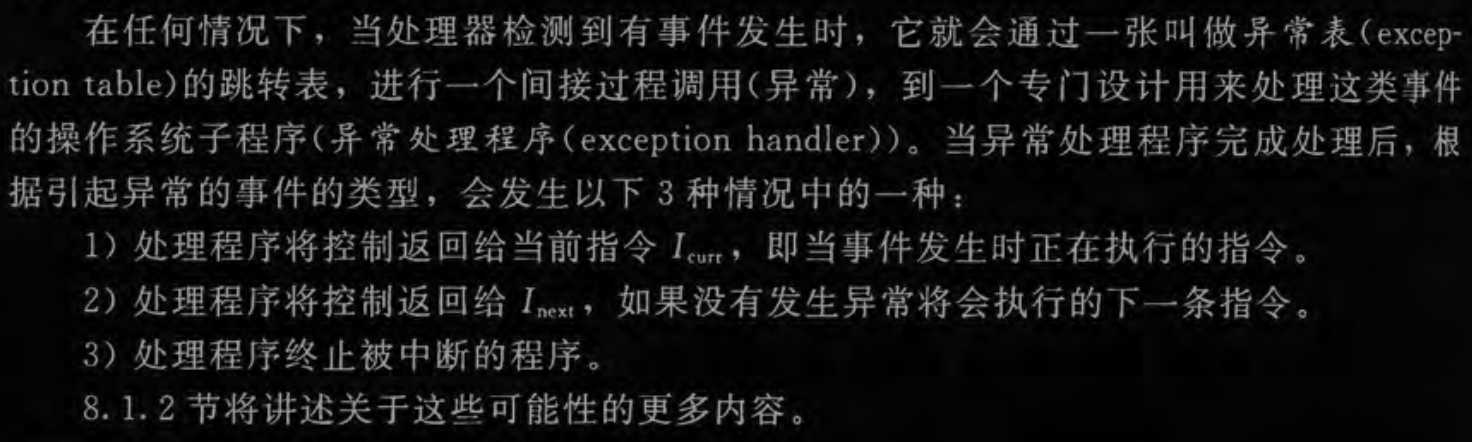 在任何情况下，当处理器检测到有事件发生时，它就会通过一张叫做异常表(excep-
tion table)的跳转表，进行一个间接过程调用(异常)，到一个专门设计用来处理这类事件
的操作系统子程序(异常处理程序(exception handler))。当异常处理程序完成处理后，根
据引起异常的事件的类型，会发生以下 3 种情况中的一种：
1) 处理程序将控制返回给当前指令 Icurr，即当事件发生时正在执行的指令。
2) 处理程序将控制返回给 Inext，如果没有发生异常将会执行的下一条指令。
3) 处理程序终止被中断的程序。
8.1.2 节将讲述关于这些可能性的更多内容。